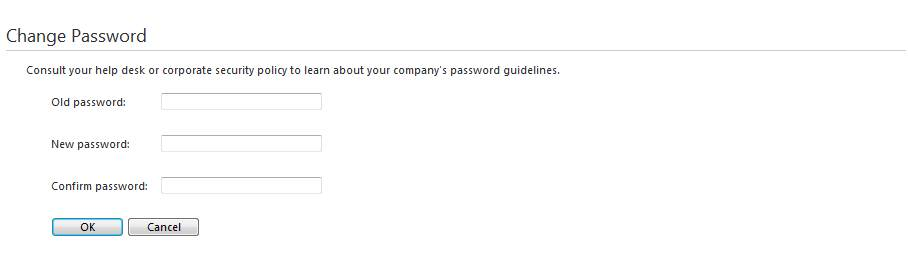 Change Password
Consult your help desk or corporate security policy to learn about your company's password guidelines.
Old password:
New password:
Confirm password:
OK Cancel